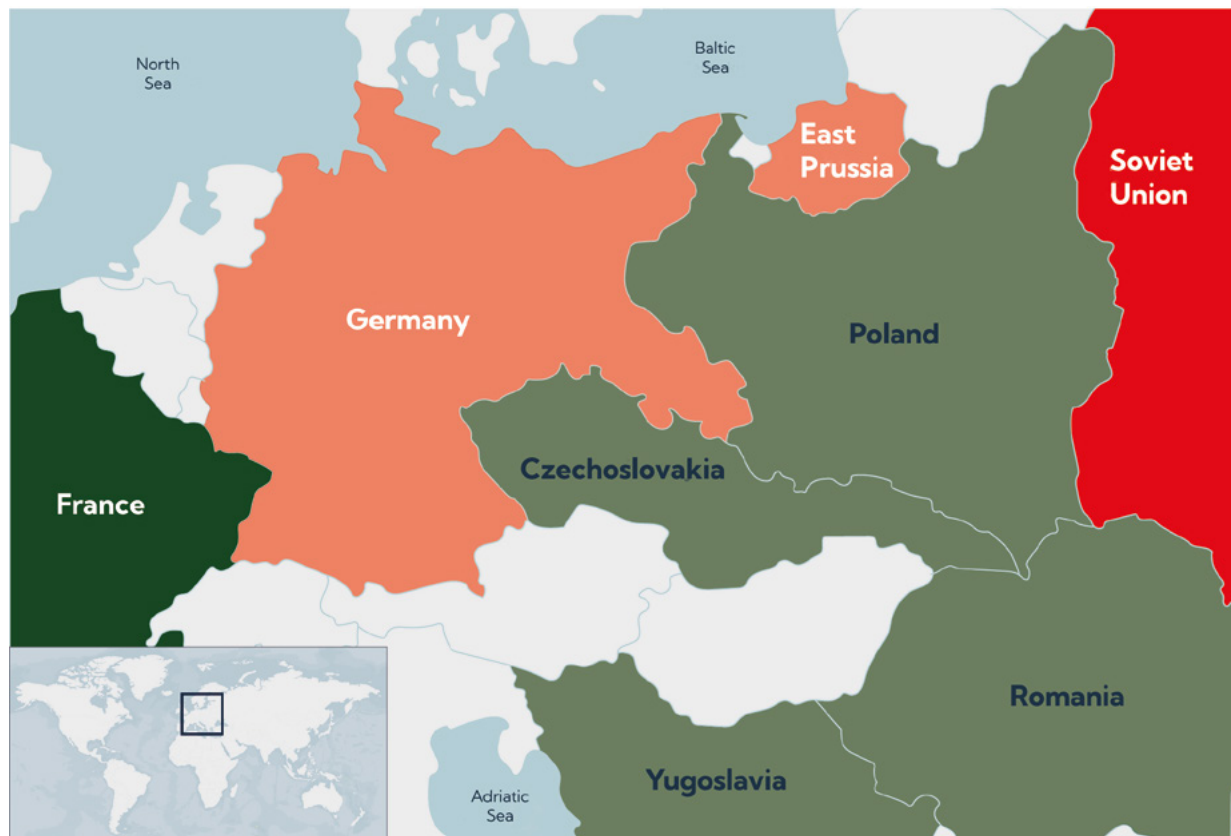 North
Sea
Baltic
Sea
East
Prussia
Soviet
Union
Germany
Poland
Czechoslovakia
France
Romania
Yugoslavia
Adriatic
Sea